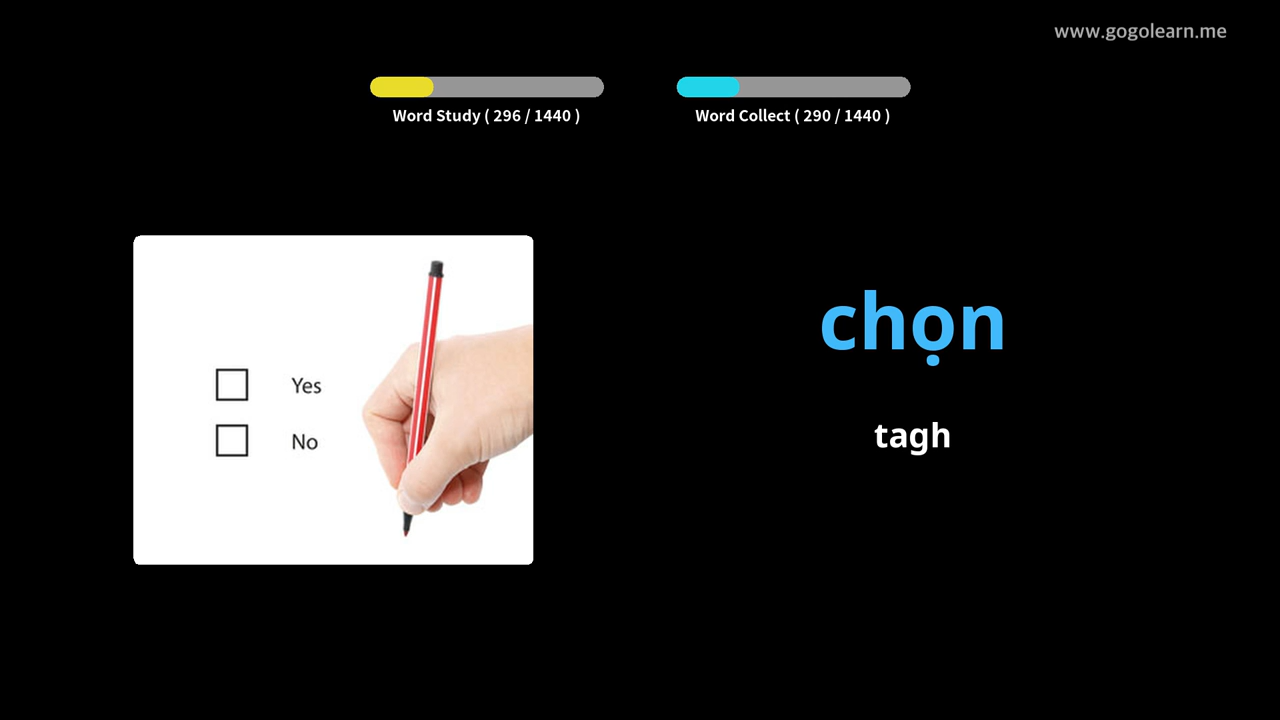 www.gogolearn.me
Word Study ( 296 / 1440 )
Word Collect ( 290 / 1440 )
Yes
No
chọn
tagh